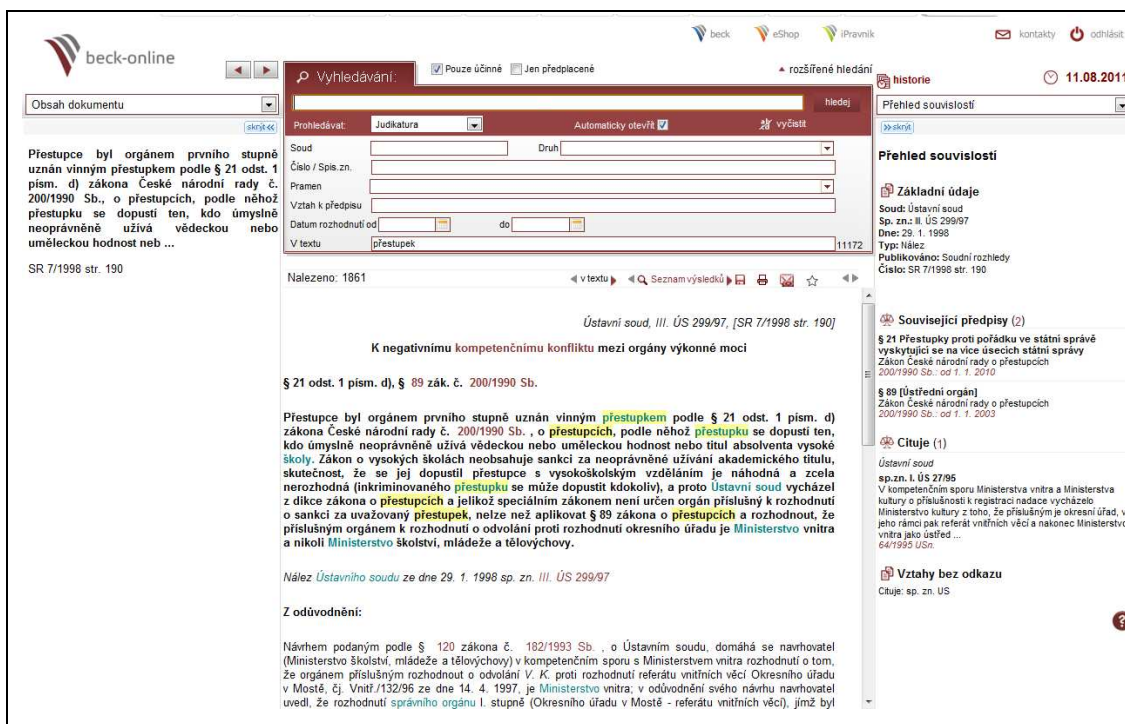 beck-online
beck eShop iPravnik
kontakty odhlásit
Obsah dokumentu
skrýt
Přestupce byl orgánem prvního stupně
uznán vinným přestupkem podle § 21 odst. 1
písm. d) zákona České národní rady č.
200/1990 Sb., o přestupcích, podle něhož
přestupku se dopustí ten, kdo úmyslně
neoprávněně užívá vědeckou nebo
uměleckou hodnost neb ...
SR 7/1998 str. 190
Vyhledávání:
Pouze účinné Jen předplacené rozšířené hledání
hledej
Prohledávat: Judikatura Automaticky otevřít vyčistit
Soud Druh
Číslo / Spis.zn.
Pramen
Vztah k předpisu
Datum rozhodnutí od do
V textu přestupek 11172
Nalezeno: 1861 v textu Seznam výsledků
Ústavní soud, III. ÚS 299/97, [SR 7/1998 str. 190]
K negativnímu kompetenčnímu konfliktu mezi orgány výkonné moci
§ 21 odst. 1 písm. d), § 89 zák. č. 200/1990 Sb.
Přestupce byl orgánem prvního stupně uznán vinným přestupkem podle § 21 odst. 1 písm. d)
zákona České národní rady č. 200/1990 Sb. , o přestupcích, podle něhož přestupku se dopustí ten,
kdo úmyslně neoprávněně užívá vědeckou nebo uměleckou hodnost nebo titul absolventa vysoké
školy. Zákon o vysokých školách neobsahuje sankci za neoprávněné užívání akademického titulu,
skutečnost, že se jej dopustil přestupce s vysokoškolským vzděláním je náhodná a zcela
nerozhodná (inkriminovaného přestupku se může dopustit kdokoliv), a proto Ústavní soud vycházel
z dikce zákona o přestupcích a jelikož speciálním zákonem není určen orgán příslušný k rozhodnutí
o sankci za uvažovaný přestupek, nelze než aplikovat § 89 zákona o přestupcích a rozhodnout, že
příslušným orgánem k rozhodnutí o odvolání proti rozhodnutí okresního úřadu je Ministerstvo vnitra
a nikoli Ministerstvo školství, mládeže a tělovýchovy.
Nález Ústavního soudu ze dne 29. 1. 1998 sp. zn. III. ÚS 299/97
Z odůvodnění:
Návrhem podaným podle § 120 zákona č. 182/1993 Sb. , o Ústavním soudu, domáhá se navrhovatel
(Ministerstvo školství, mládeže a tělovýchovy) v kompetenčním sporu s Ministerstvem vnitra rozhodnutí o tom,
že orgánem příslušným rozhodnout o odvolání V. K. proti rozhodnutí referátu vnitřních věcí Okresního úřadu
v Mostě, čj. Vnitř./132/96 ze dne 14. 4. 1997, je Ministerstvo vnitra; v odůvodnění svého návrhu navrhovatel
uvedl, že rozhodnutí správního orgánu I. stupně (Okresního úřadu v Mostě - referátu vnitřních věcí), jímž byl
historie 11.08.2011
Přehled souvislostí
skrýt
Přehled souvislostí
Základní údaje
Soud: Ústavní soud
Sp. zn.: II. ÚS 299/97
Dne: 29. 1. 1998
Typ: Nález
Publikováno: Soudní rozhledy
Číslo: SR 7/1998 str. 190
Související předpisy (2)
§ 21 Přestupky proti pořádku ve státní správě
vyskytující se na více úsecích státní správy
Zákon České národní rady o přestupcích
200/1990 Sb.: od 1. 1. 2010
§ 89 [Ústřední orgán]
Zákon České národní rady o přestupcích
200/1990 Sb.: od 1. 1. 2003
Cituje (1)
Ústavní soud
sp.zn. I. ÚS 27/95
V kompetenčním sporu Ministerstva vnitra a Ministerstva
kultury o příslušnosti k registraci nadace vycházelo
Ministerstvo kultury z toho, že příslušným je okresní úřad, v
jeho rámci pak referát vnitřních věcí a nakonec Ministerstvo
vnitra jako ústřed ...
64/1995 USn.
Vztahy bez odkazu
Cituje: sp. zn. US
?